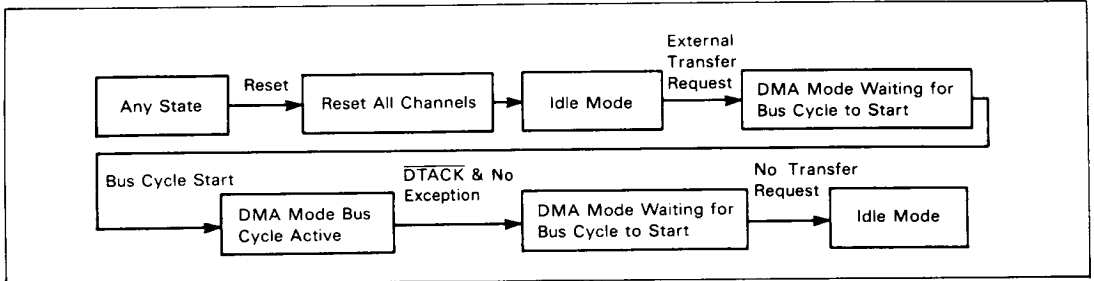 External
Transfer
Request
Reset
Any State
Reset All Channels
Idle Mode
DMA Mode Waiting for
Bus Cycle to Start
Bus Cycle Start
DTACK & No
Exception
No Transfer
Request
DMA Mode Bus
Cycle Active
DMA Mode Waiting for
Bus Cycle to Start
Idle Mode